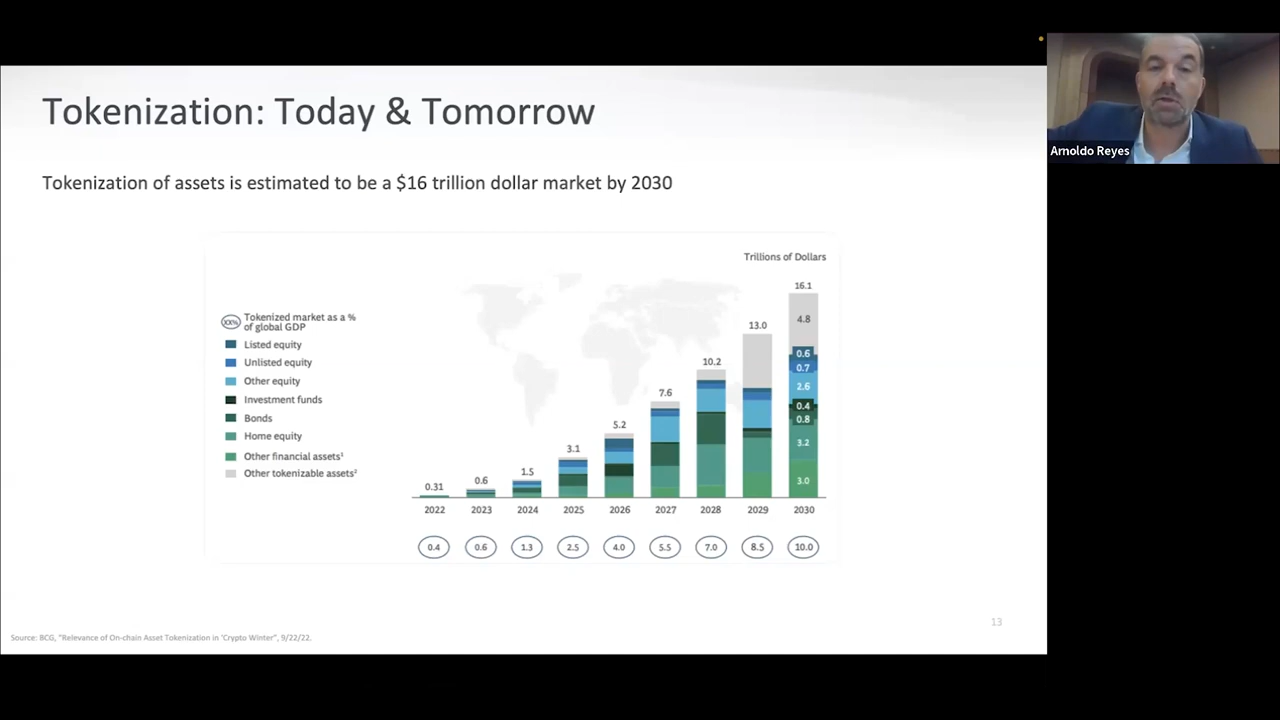 Tokenization: Today & Tomorrow
Tokenization of assets is estimated to be a $16 trillion dollar market by 2030
Arnoldo Reyes
Trillions of Dollars
XX%
Tokenized market as a %
of global GDP
Listed equity
Unlisted equity
Other equity
Investment funds
Bonds
Home equity
Other financial assets¹
Other tokenizable assets²
0.31
0.6
1.5
3.1
5.2
7.6
10.2
13.0
16.1
4.8
0.6
0.7
2.6
0.4
0.8
3.2
3.0
2022 2023 2024 2025 2026 2027 2028 2029 2030
0.4 0.6 1.3 2.5 4.0 5.5 7.0 8.5 10.0
13
Source: BCG, "Relevance of On-chain Asset Tokenization in 'Crypto Winter", 9/22/22.